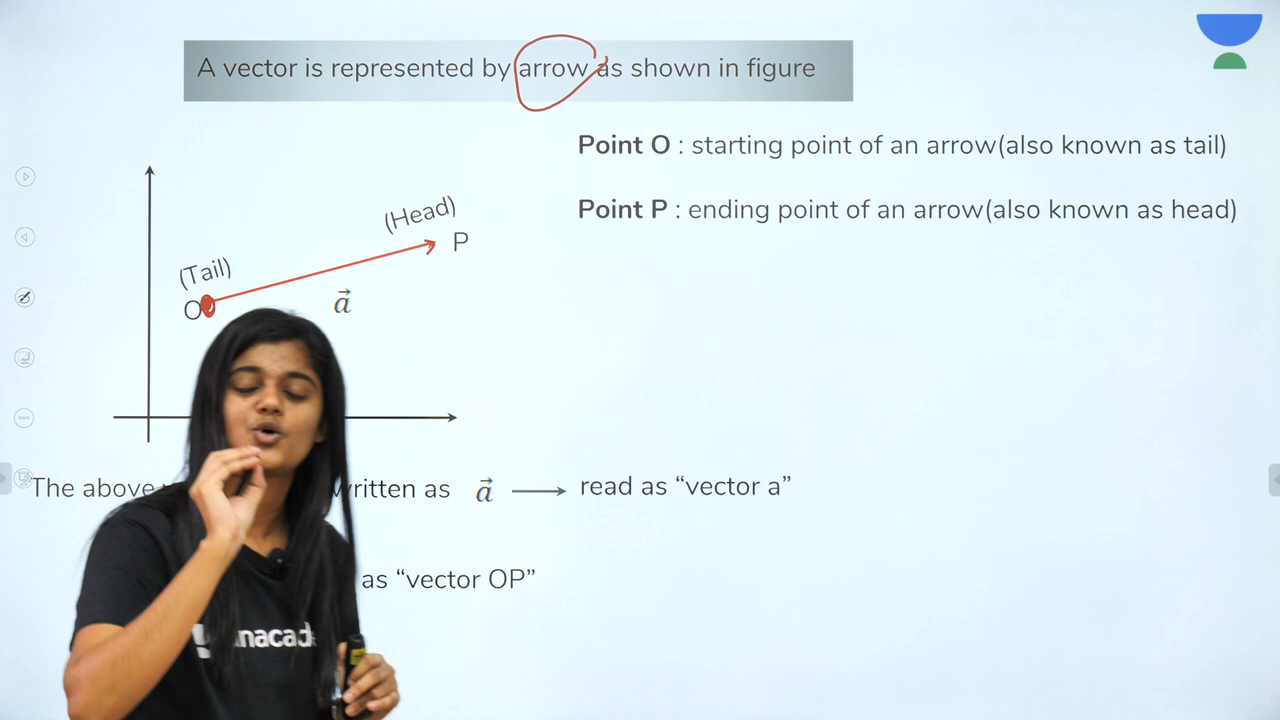 A vector is represented by arrow as shown in figure
Point O : starting point of an arrow(also known as tail)
Point P : ending point of an arrow(also known as head)
(Head)
P
(Tail)
O
a⃗
The above written as a⃗ ⟶ read as “vector a”
as “vector OP”